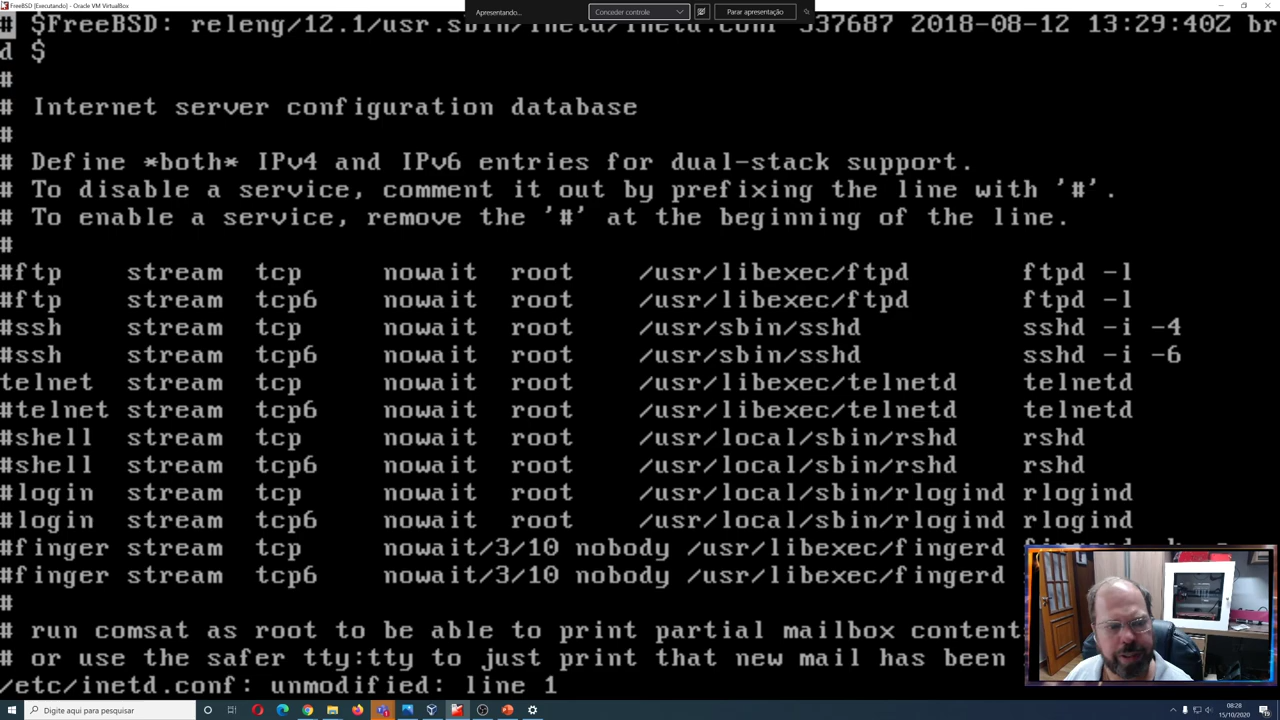 FreeBSD [Executando] - Oracle VM VirtualBox
Apresentando...
Conceder controle
Parar apresentação
# $FreeBSD: releng/12.1/usr.sbin/inetd/inetd.conf 337687 2018-08-12 13:29:40Z br
d $
#
# Internet server configuration database
#
# Define *both* IPv4 and IPv6 entries for dual-stack support.
# To disable a service, comment it out by prefixing the line with '#'.
# To enable a service, remove the '#' at the beginning of the line.
#
#ftp stream tcp nowait root /usr/libexec/ftpd ftpd -l
#ftp stream tcp6 nowait root /usr/libexec/ftpd ftpd -l
#ssh stream tcp nowait root /usr/sbin/sshd sshd -i -4
#ssh stream tcp6 nowait root /usr/sbin/sshd sshd -i -6
telnet stream tcp nowait root /usr/libexec/telnetd telnetd
#telnet stream tcp6 nowait root /usr/libexec/telnetd telnetd
#shell stream tcp nowait root /usr/local/sbin/rshd rshd
#shell stream tcp6 nowait root /usr/local/sbin/rshd rshd
#login stream tcp nowait root /usr/local/sbin/rlogind rlogind
#login stream tcp6 nowait root /usr/local/sbin/rlogind rlogind
#finger stream tcp nowait/3/10 nobody /usr/libexec/fingerd
#finger stream tcp6 nowait/3/10 nobody /usr/libexec/fingerd
#
# run comsat as root to be able to print partial mailbox content
# or use the safer tty:tty to just print that new mail has been
/etc/inetd.conf: unmodified: line 1
Digite aqui para pesquisar
08:28
15/10/2020